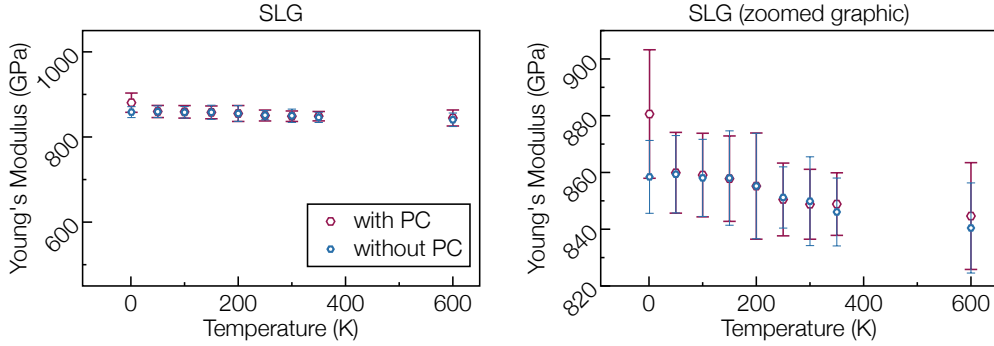 SLG
Young's Modulus (GPa)
1000
800
600
with PC
without PC
0
200
400
600
Temperature (K)
SLG (zoomed graphic)
Young's Modulus (GPa)
900
880
860
840
820
0
200
400
600
Temperature (K)